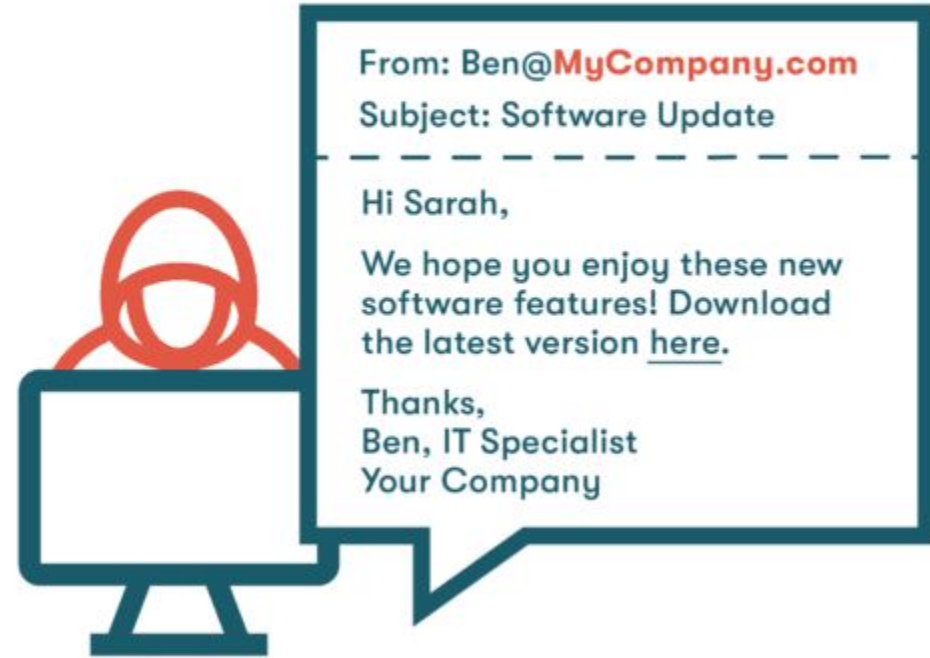 From: Ben@MyCompany.com
Subject: Software Update
Hi Sarah,
We hope you enjoy these new
software features! Download
the latest version here.
Thanks,
Ben, IT Specialist
Your Company